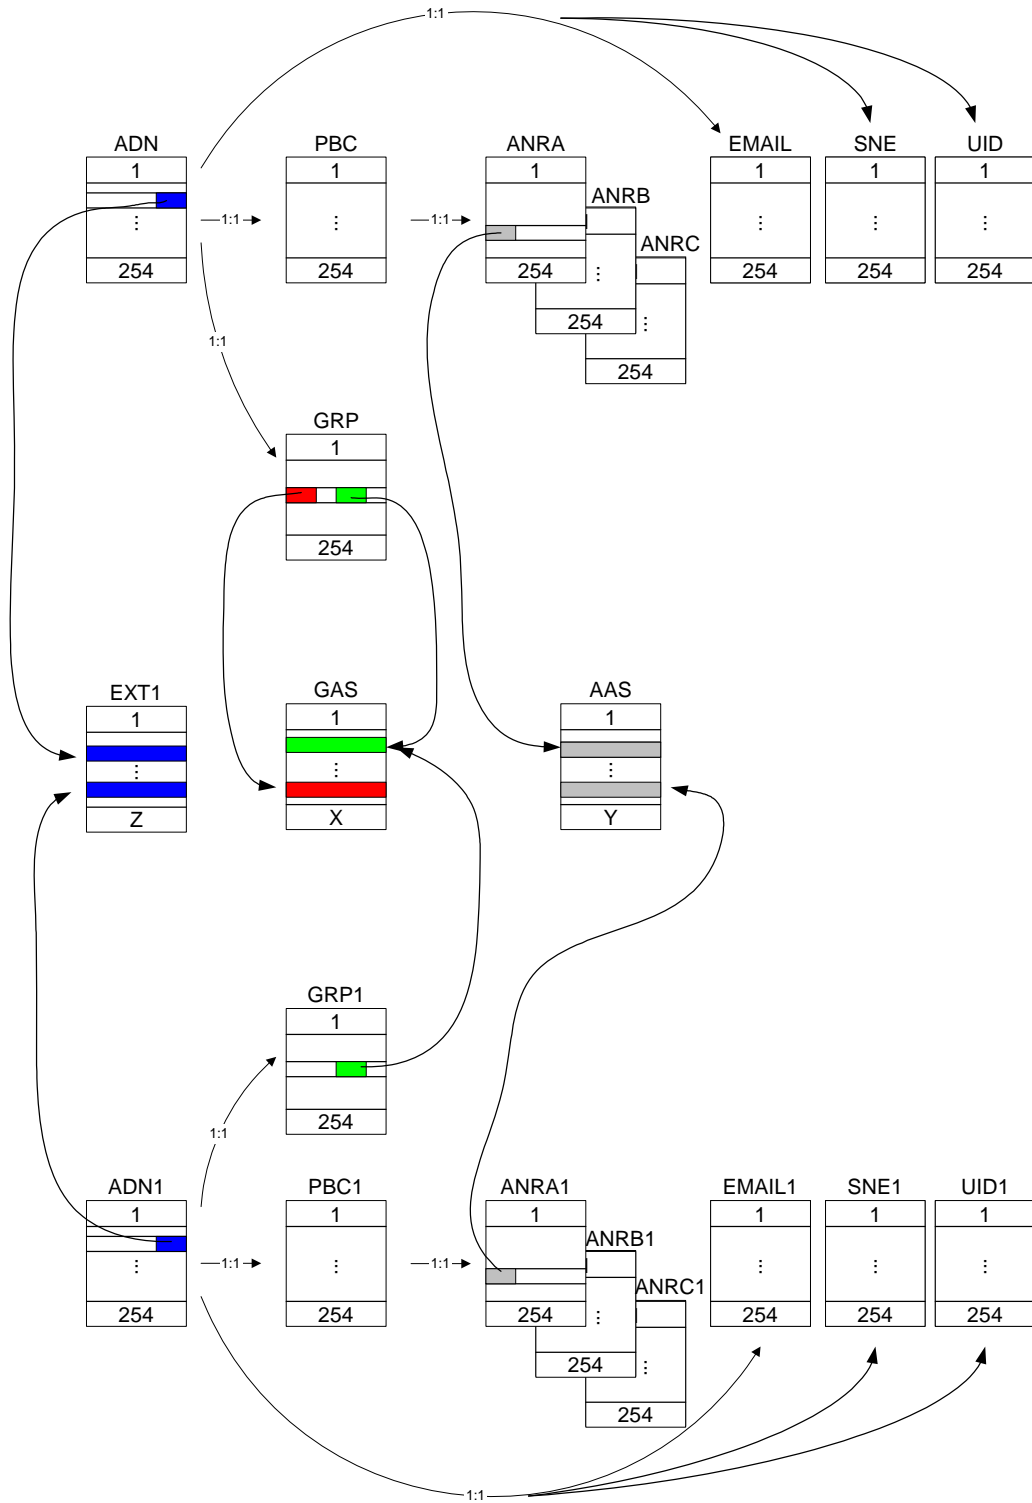 1:1
ADN PBC ANRA EMAIL SNE UID
1 1 1 1 1 1
ANRB
1:1 1:1
⋮ ⋮ ⋮ ⋮ ⋮
ANRC
254 254 254 ⋮ 254 254 254
254 ⋮
1:1
254
GRP
1
254
EXT1 GAS AAS
1 1 1
⋮ ⋮ ⋮
Z X Y
GRP1
1
254
1:1
ADN1 PBC1 ANRA1 EMAIL1 SNE1 UID1
1 1 1 1 1 1
ANRB1
1:1 1:1
⋮ ⋮ ⋮ ⋮ ⋮
ANRC1
254 254 254 ⋮ 254 254 254
254 ⋮
254
1:1